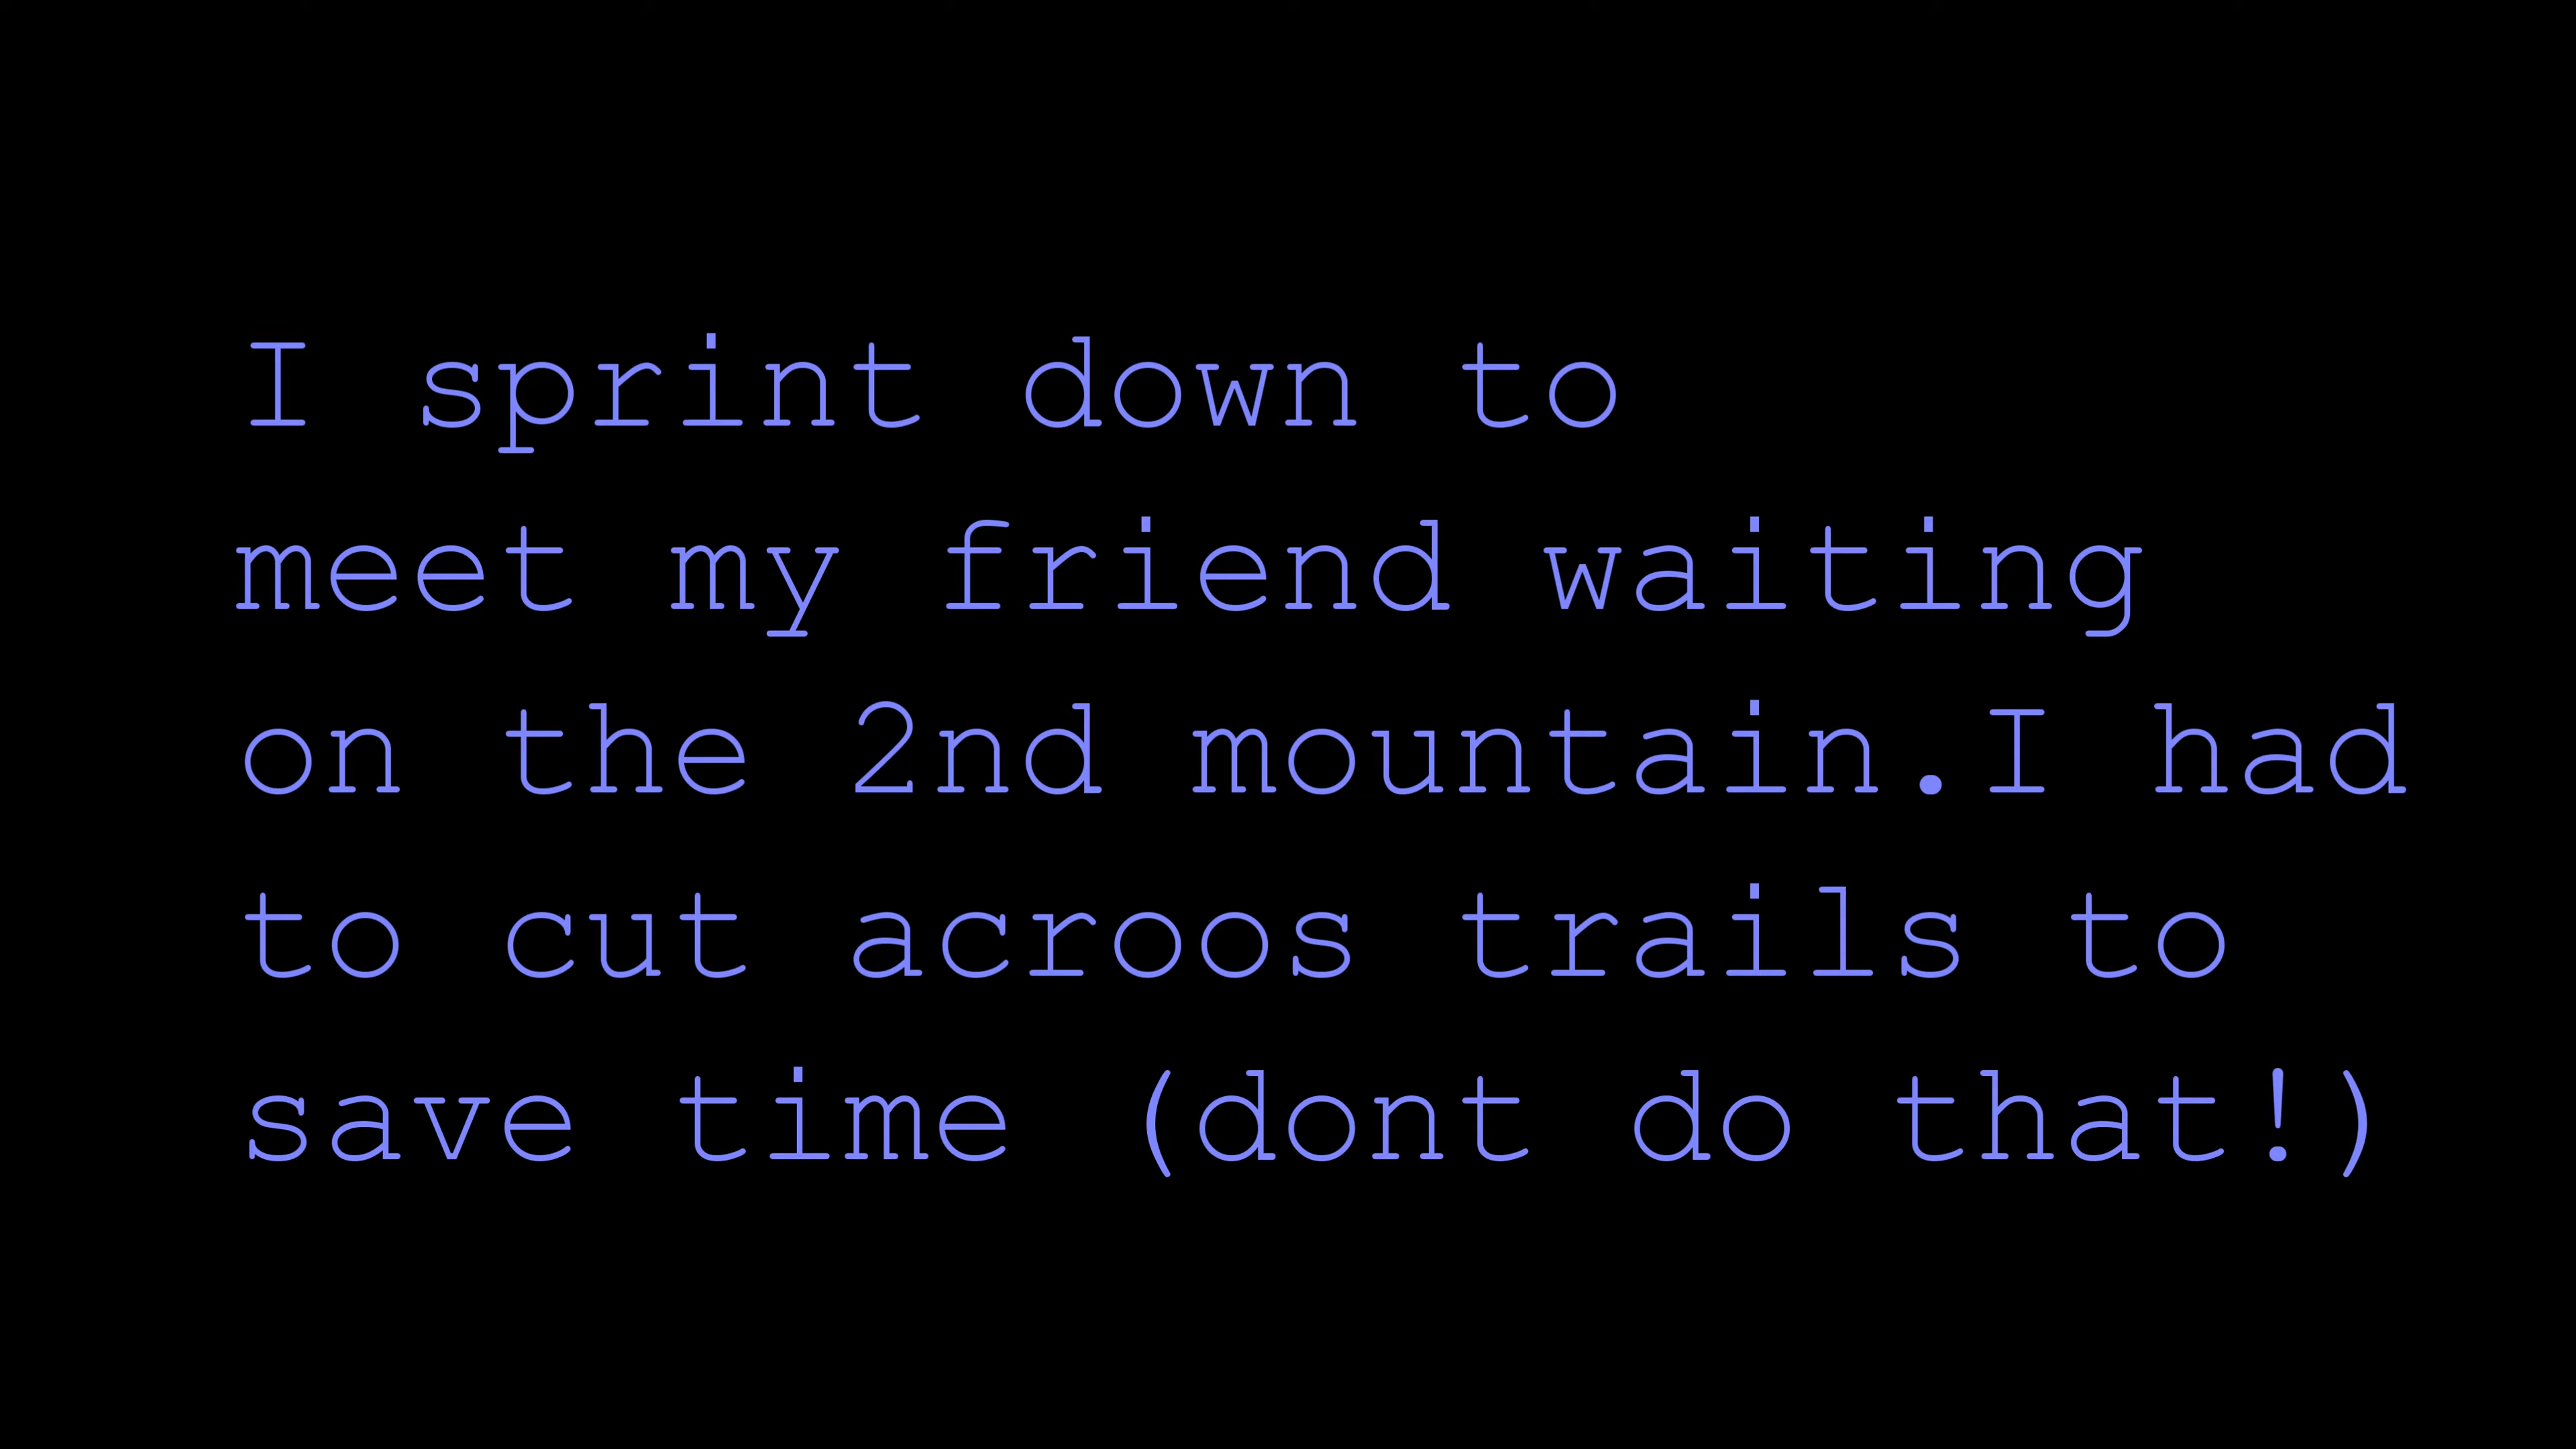 I sprint down to
meet my friend waiting
on the 2nd mountain.I had
to cut acroos trails to
save time (dont do that!)